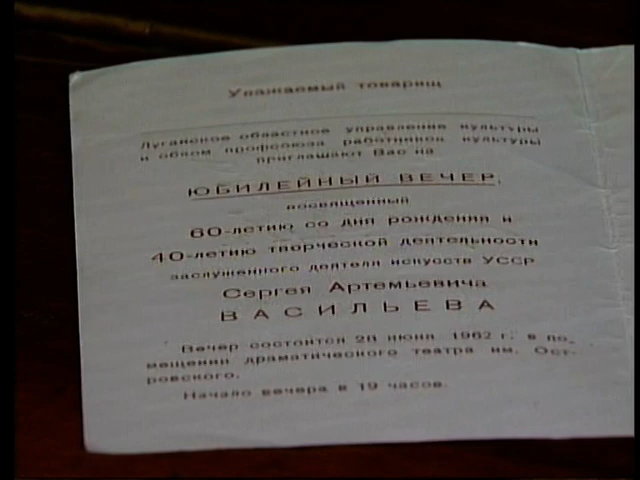 Уважаемый товарищ
Луганское областное управление культуры
и обком профсоюза работников культуры
приглашают Вас на
ЮБИЛЕЙНЫЙ ВЕЧЕР,
посвященный
60-летию со дня рождения и
40-летию творческой деятельности
заслуженного деятеля искусств УССР
Сергея Артемьевича
ВАСИЛЬЕВА
Вечер состоится 28 июня 1962 г. в по-
мещении драматического театра им. Ост-
ровского.
Начало вечера в 19 часов.